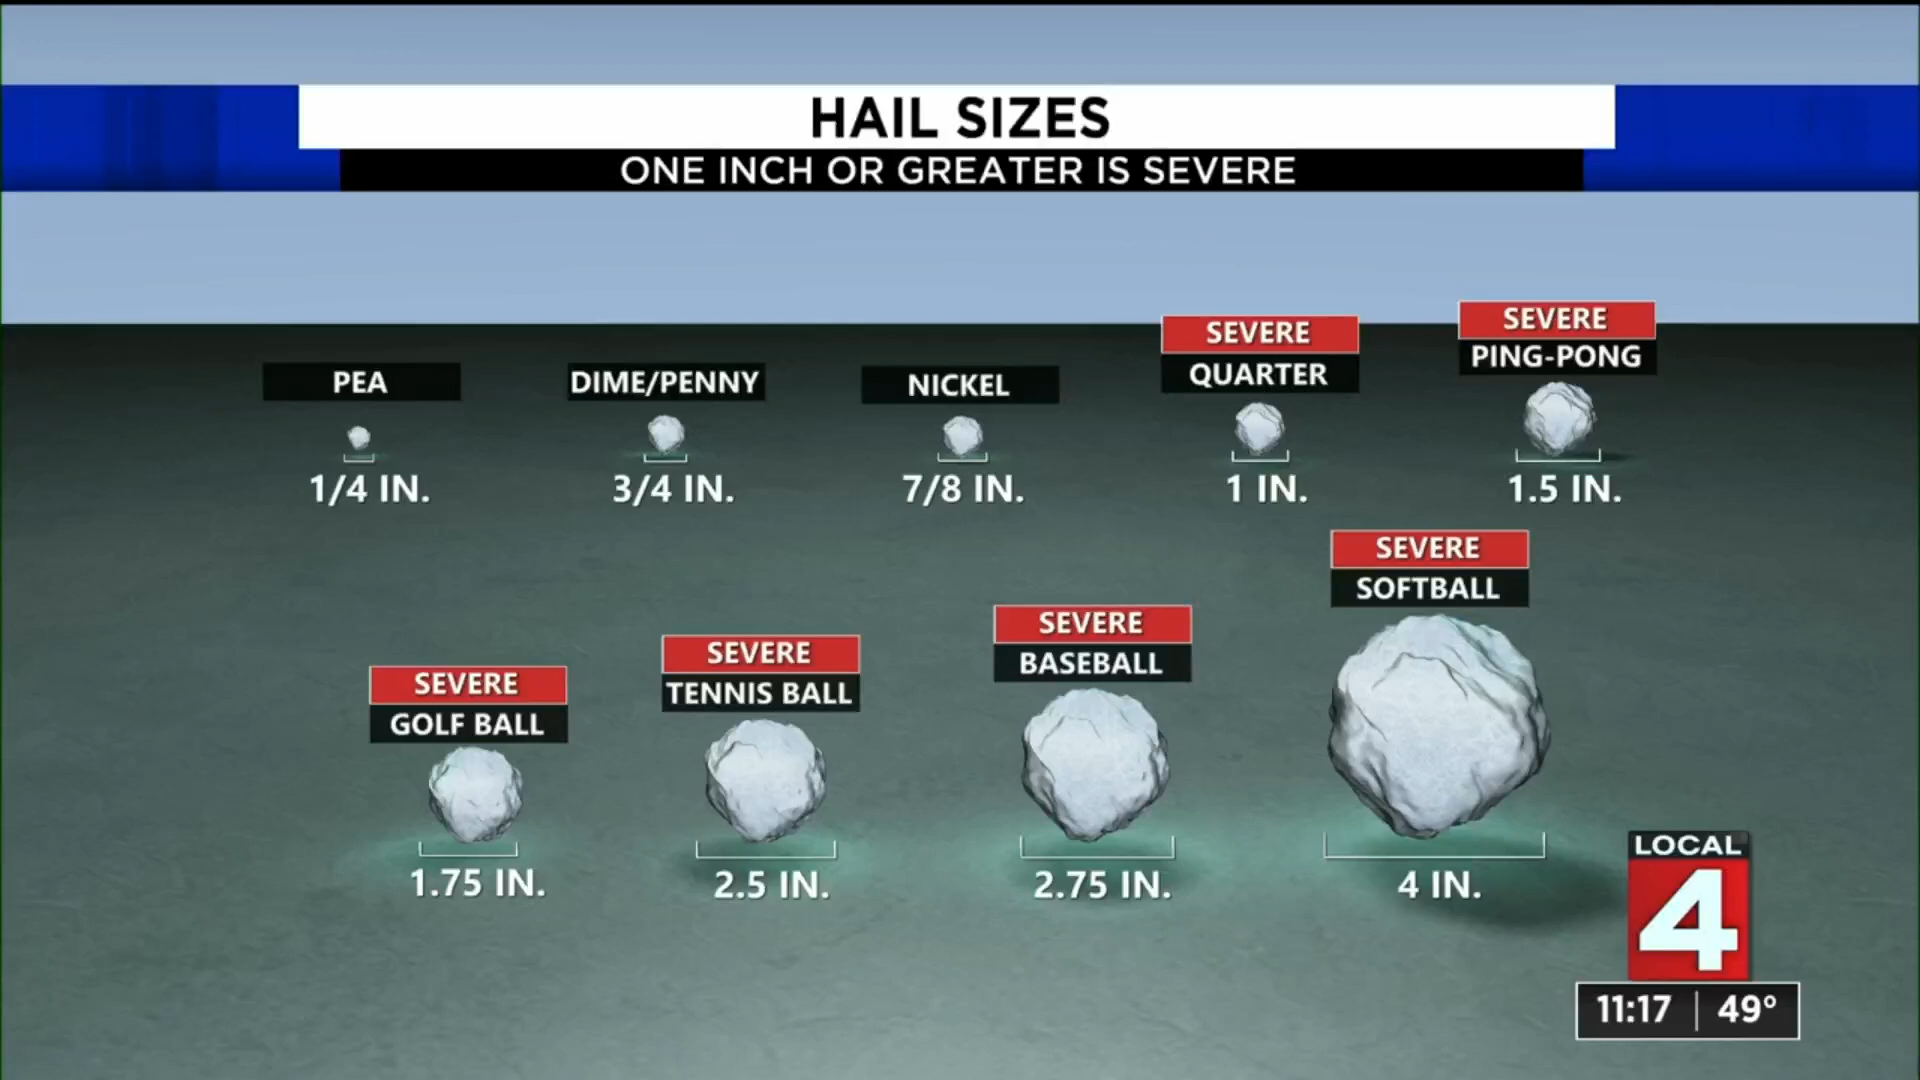 HAIL SIZES
ONE INCH OR GREATER IS SEVERE
PEA
1/4 IN.
DIME/PENNY
3/4 IN.
NICKEL
7/8 IN.
SEVERE
QUARTER
1 IN.
SEVERE
PING-PONG
1.5 IN.
SEVERE
GOLF BALL
1.75 IN.
SEVERE
TENNIS BALL
2.5 IN.
SEVERE
BASEBALL
2.75 IN.
SEVERE
SOFTBALL
4 IN.
LOCAL
4
11:17 | 49°